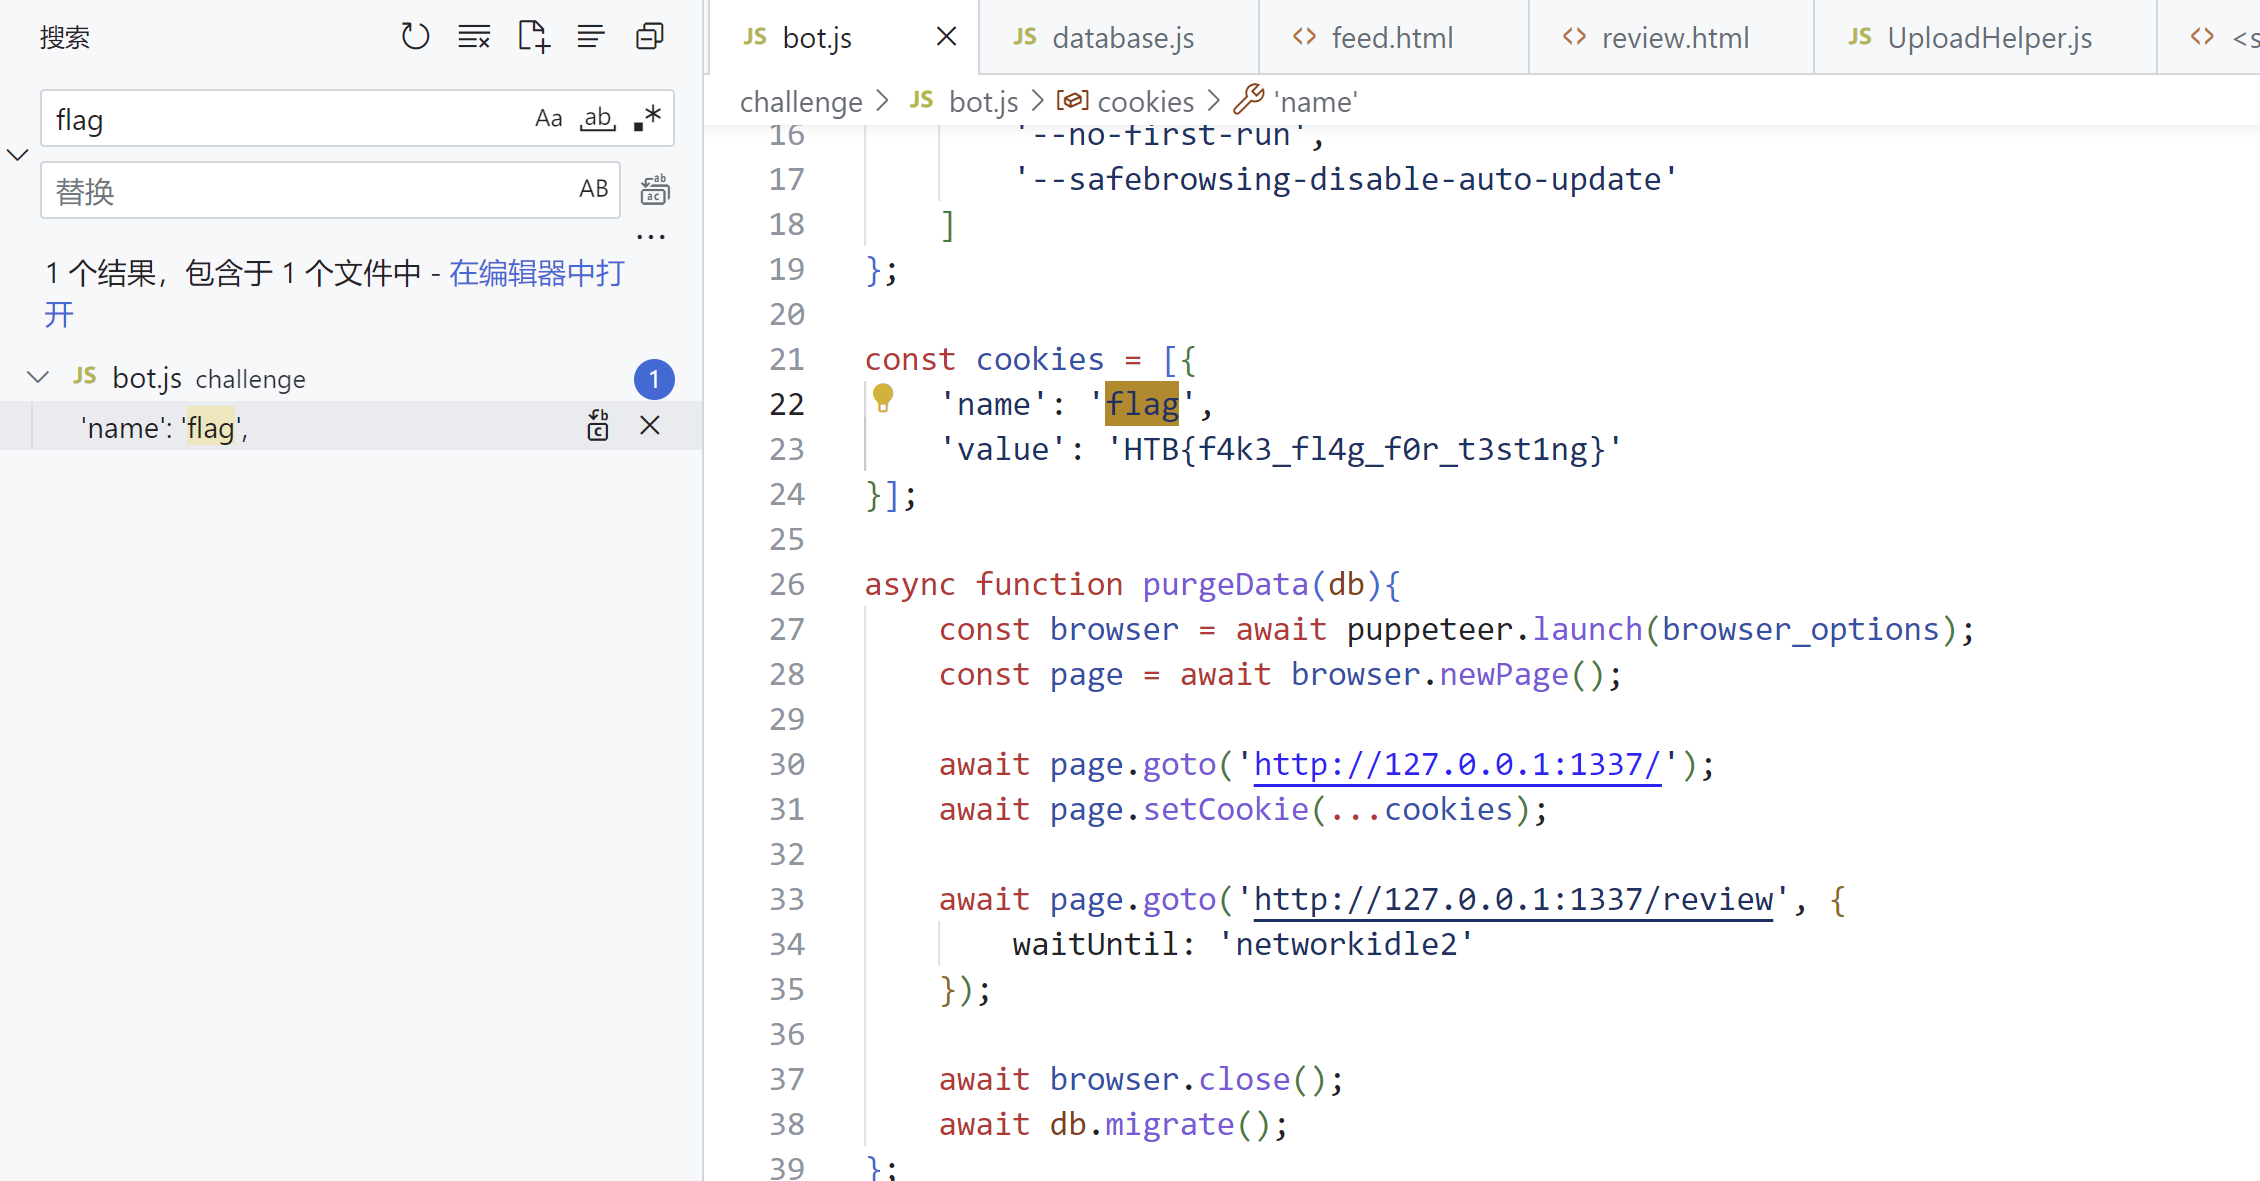 搜索
flag
Aa
ab
.*
替换
AB
...
1 个结果，包含于 1 个文件中 - 在编辑器中打
开
JS bot.js challenge
1
'name': 'flag',
JS bot.js
JS database.js
<> feed.html
<> review.html
JS UploadHelper.js
<> <s
challenge > JS bot.js > cookies > 'name'
16 '--no-first-run',
17 '--safebrowsing-disable-auto-update'
18 ]
19 };
20
21 const cookies = [{
22 'name': 'flag',
23 'value': 'HTB{f4k3_fl4g_f0r_t3st1ng}'
24 }];
25
26 async function purgeData(db){
27 const browser = await puppeteer.launch(browser_options);
28 const page = await browser.newPage();
29
30 await page.goto('http://127.0.0.1:1337/');
31 await page.setCookie(...cookies);
32
33 await page.goto('http://127.0.0.1:1337/review', {
34 waitUntil: 'networkidle2'
35 });
36
37 await browser.close();
38 await db.migrate();
39 };